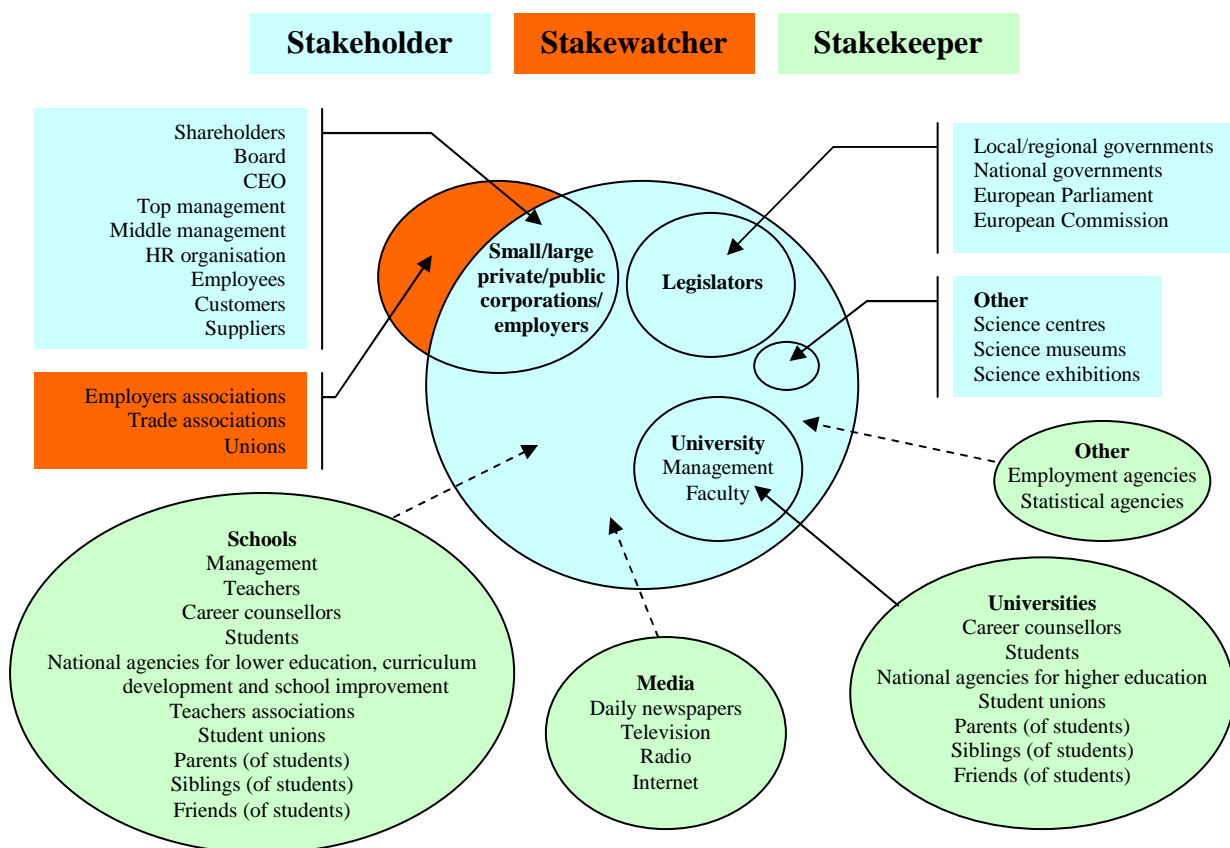 Stakeholder
Stakewatcher
Stakekeeper
Shareholders
Board
CEO
Top management
Middle management
HR organisation
Employees
Customers
Suppliers
Employers associations
Trade associations
Unions
Small/large
private/public
corporations/
employers
Legislators
Local/regional governments
National governments
European Parliament
European Commission
Other
Science centres
Science museums
Science exhibitions
University
Management
Faculty
Other
Employment agencies
Statistical agencies
Schools
Management
Teachers
Career counsellors
Students
National agencies for lower education, curriculum
development and school improvement
Teachers associations
Student unions
Parents (of students)
Siblings (of students)
Friends (of students)
Media
Daily newspapers
Television
Radio
Internet
Universities
Career counsellors
Students
National agencies for higher education
Student unions
Parents (of students)
Siblings (of students)
Friends (of students)